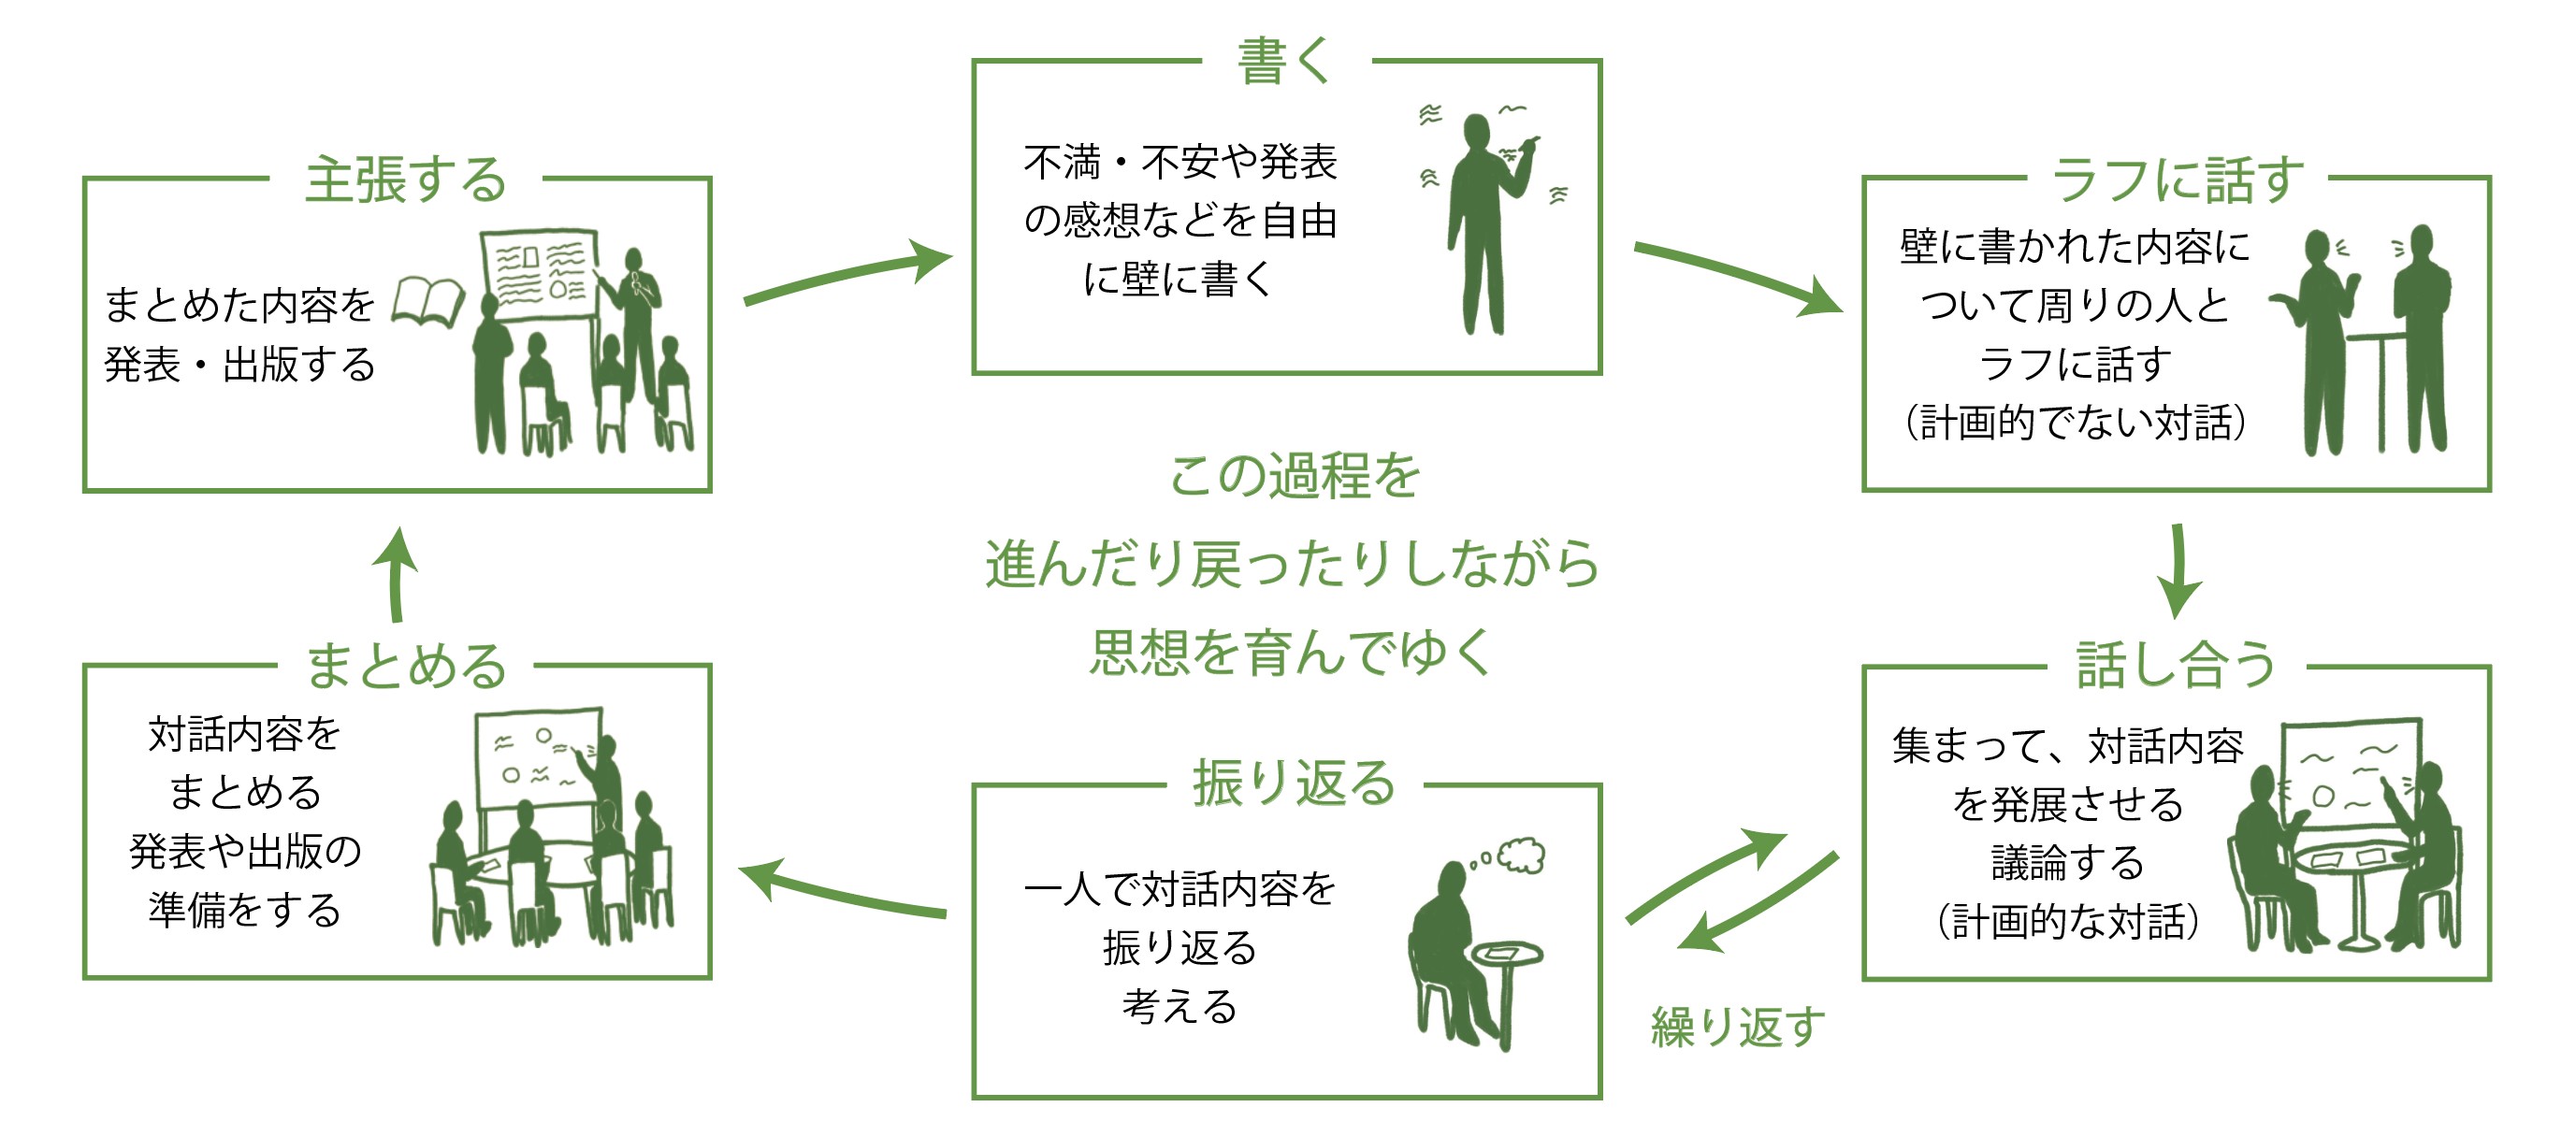 書く
不満・不安や発表
の感想などを自由
に壁に書く
ラフに話す
壁に書かれた内容に
ついて周りの人と
ラフに話す
（計画的でない対話）
話し合う
集まって、対話内容
を発展させる
議論する
（計画的な対話）
繰り返す
振り返る
一人で対話内容を
振り返る
考える
まとめる
対話内容を
まとめる
発表や出版の
準備をする
主張する
まとめた内容を
発表・出版する
この過程を
進んだり戻ったりしながら
思想を育んでゆく